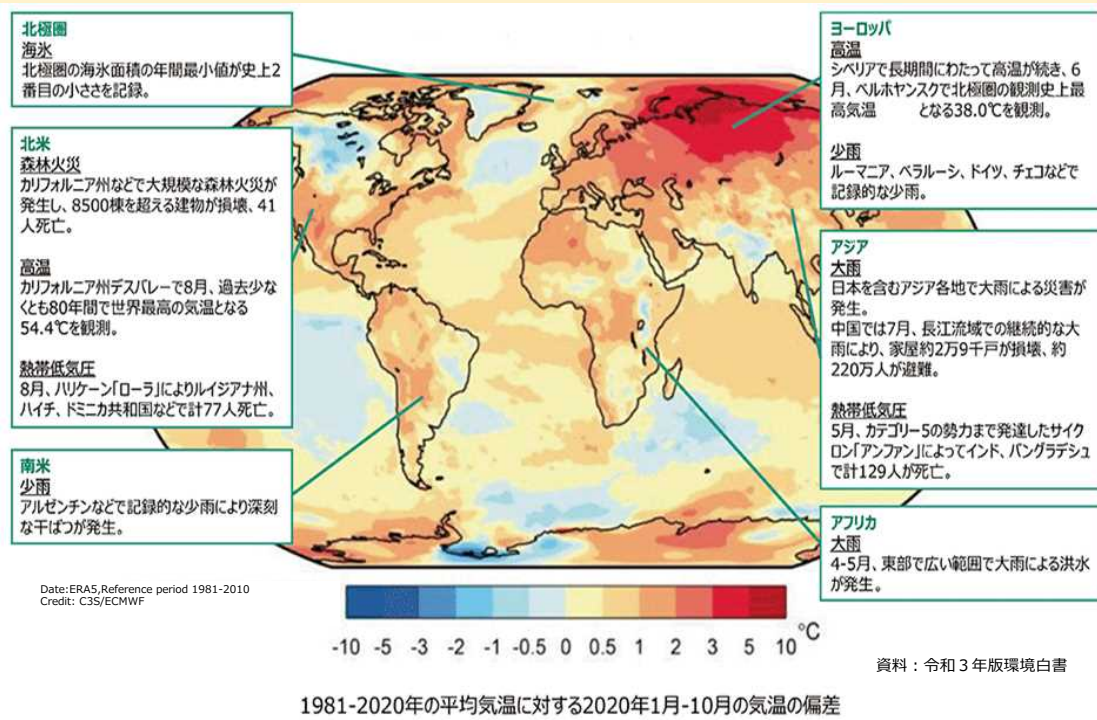 北極圏
海氷
北極圏の海氷面積の年間最小値が史上2
番目の小ささを記録。
北米
森林火災
カリフォルニア州などで大規模な森林火災が
発生し、8500棟を超える建物が損壊、41
人死亡。
高温
カリフォルニア州デスバレーで8月、過去少な
くとも80年間で世界最高の気温となる
54.4℃を観測。
熱帯低気圧
8月、ハリケーン「ローラ」によりルイジアナ州、
ハイチ、ドミニカ共和国などで計77人死亡。
南米
少雨
アルゼンチンなどで記録的な少雨により深刻
な干ばつが発生。
ヨーロッパ
高温
シベリアで長期間にわたって高温が続き、6
月、ベルホヤンスクで北極圏の観測史上最
高気温 となる38.0℃を観測。
少雨
ルーマニア、ベラルーシ、ドイツ、チェコなどで
記録的な少雨。
アジア
大雨
日本を含むアジア各地で大雨による災害が
発生。
中国では7月、長江流域での継続的な大
雨により、家屋約2万9千戸が損壊、約
220万人が避難。
熱帯低気圧
5月、カテゴリー5の勢力まで発達したサイク
ロン「アンファン」によってインド、バングラデシュ
で計129人が死亡。
アフリカ
大雨
4-5月、東部で広い範囲で大雨による洪水
が発生。
Date:ERA5,Reference period 1981-2010
Credit: C3S/ECMWF
-10 -5 -3 -2 -1 -0.5 0 0.5 1 2 3 5 10 °C
資料：令和３年版環境白書
1981-2020年の平均気温に対する2020年1月-10月の気温の偏差